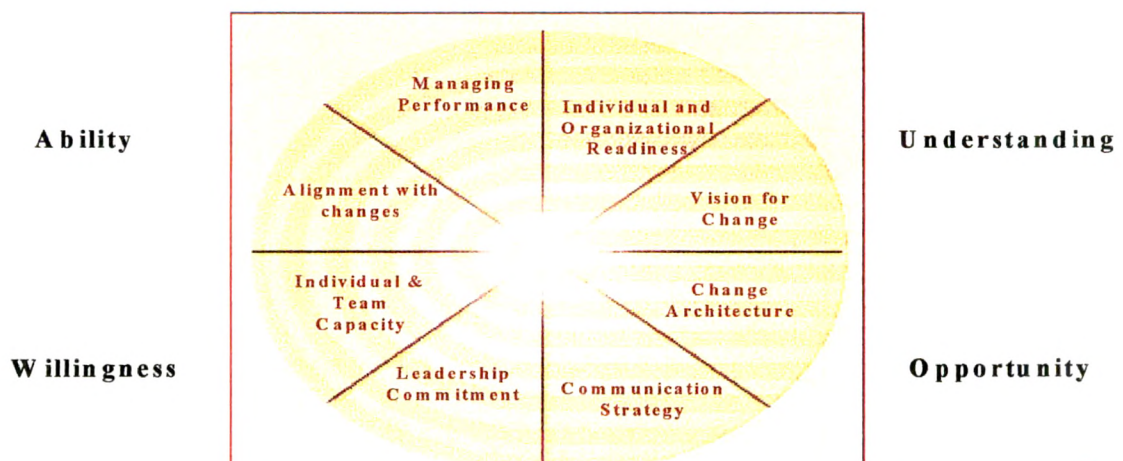 Managing
Performance
Individual and
Organizational
Readiness
Ability
Understanding
Alignment with
changes
Vision for
Change
Individual &
Team
Capacity
Change
Architecture
Willingness
Opportunity
Leadership
Commitment
Communication
Strategy